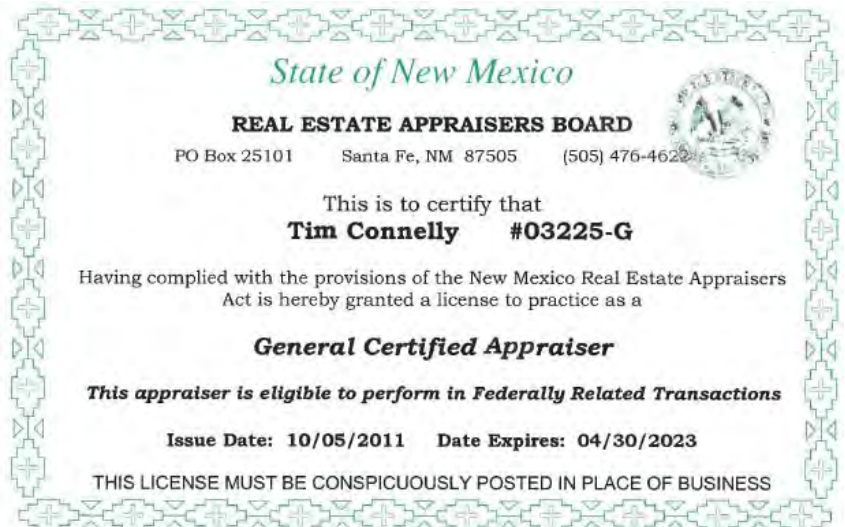 State of New Mexico
REAL ESTATE APPRAISERS BOARD
PO Box 25101 Santa Fe, NM 87505 (505) 476-4622
This is to certify that
Tim Connelly #03225-G
Having complied with the provisions of the New Mexico Real Estate Appraisers
Act is hereby granted a license to practice as a
General Certified Appraiser
This appraiser is eligible to perform in Federally Related Transactions
Issue Date: 10/05/2011 Date Expires: 04/30/2023
THIS LICENSE MUST BE CONSPICUOUSLY POSTED IN PLACE OF BUSINESS